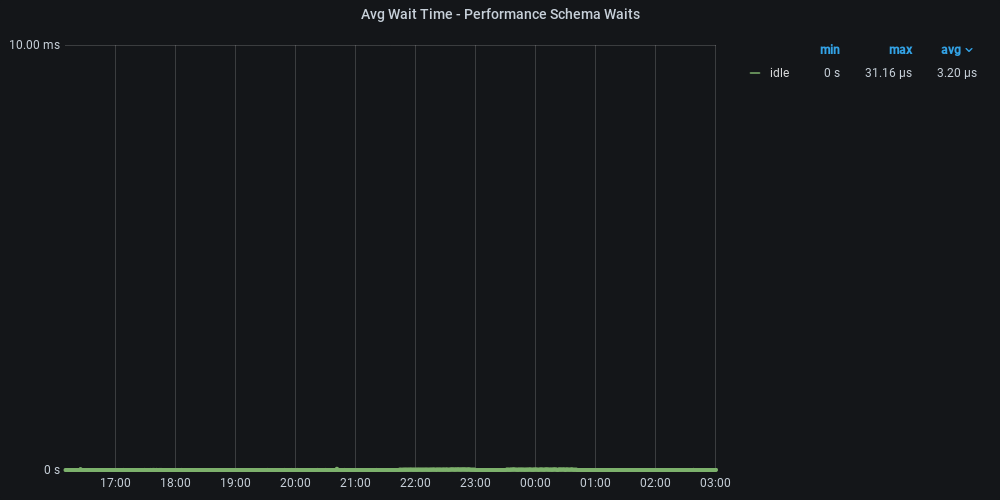 Avg Wait Time - Performance Schema Waits
10.00 ms
0 s
17:00 18:00 19:00 20:00 21:00 22:00 23:00 00:00 01:00 02:00 03:00
min max avg
idle 0 s 31.16 µs 3.20 µs